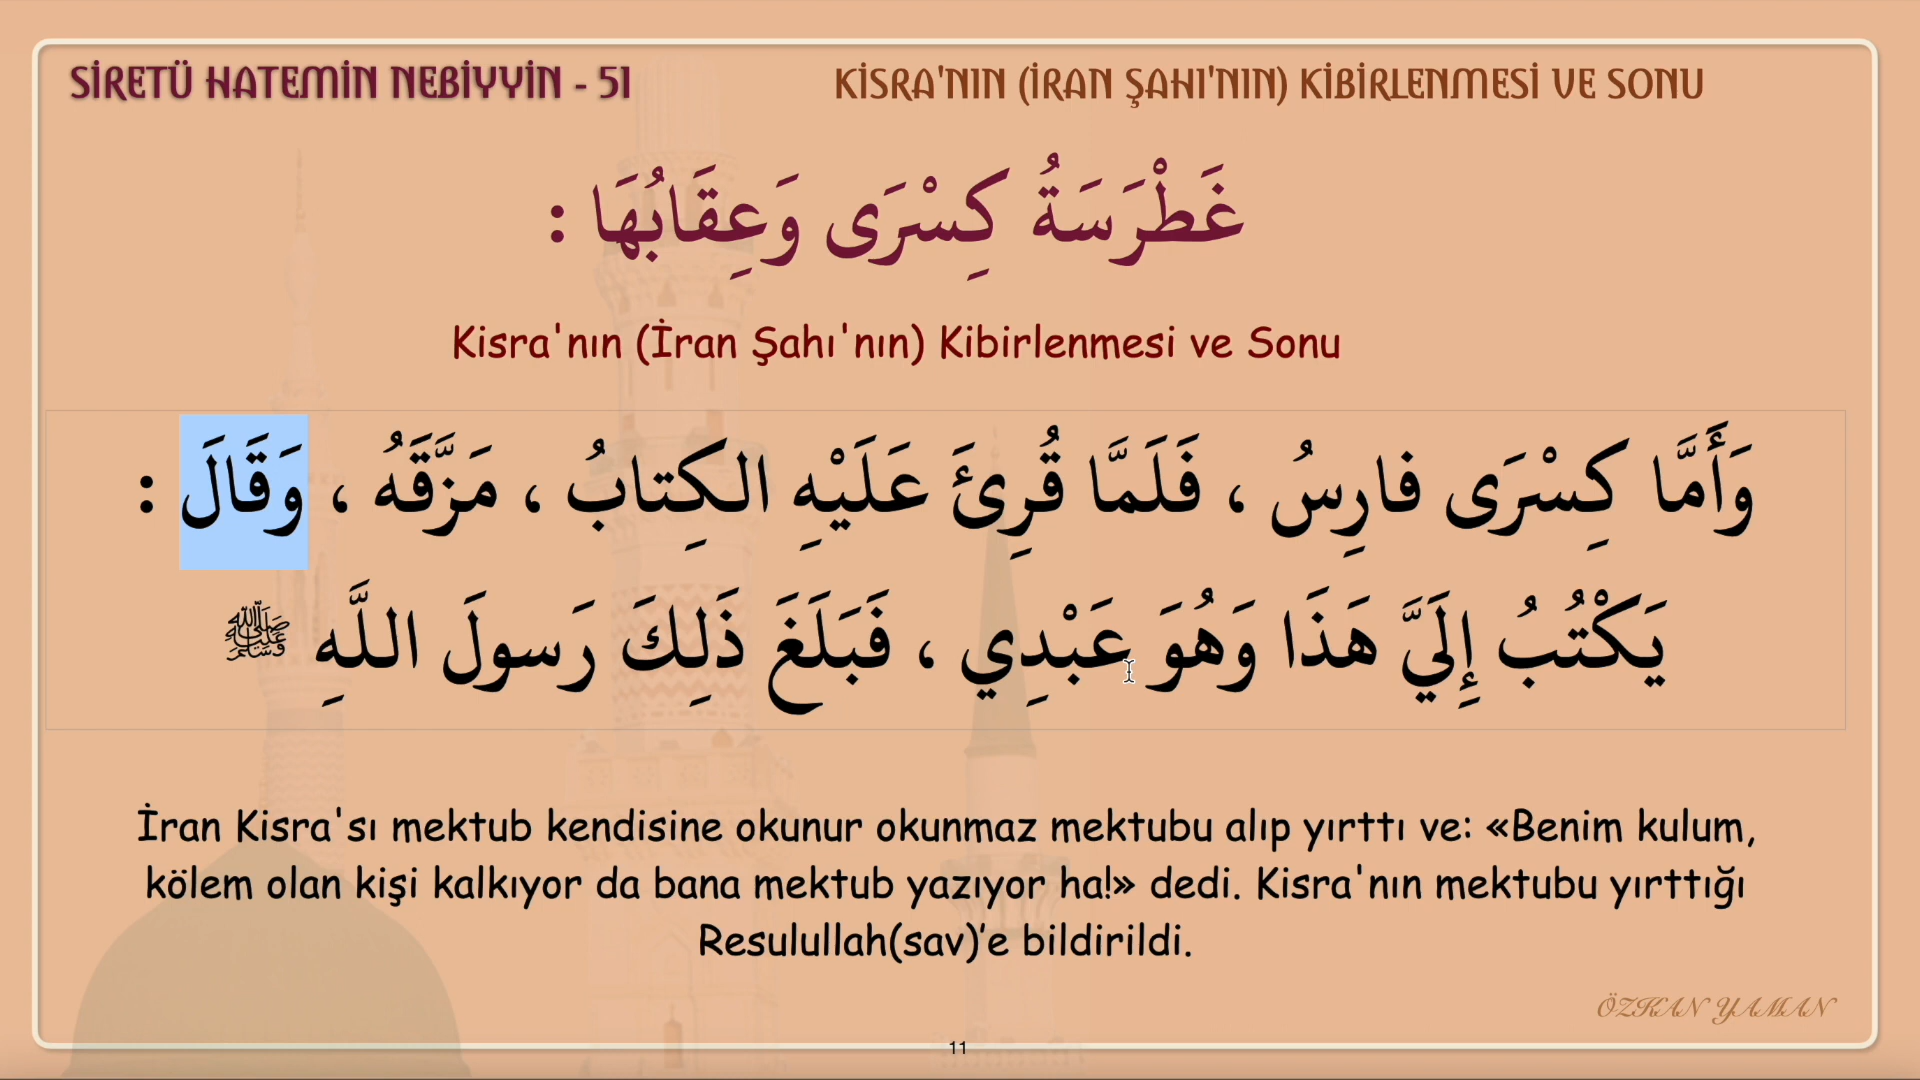 SİRETÜ HATEMİN NEBİYYİN - 51
KİSRA'NIN (İRAN ŞAHI'NIN) KİBİRLENMESİ VE SONU
غَطْرَسَةُ كِسْرَى وَعِقَابُهَا :
Kisra'nın (İran Şahı'nın) Kibirlenmesi ve Sonu
وَأَمَّا كِسْرَى فارِسُ ، فَلَمَّا قُرِئَ عَلَيْهِ الكِتابُ ، مَزَّقَهُ ، وَقَالَ :
يَكْتُبُ إِلَيَّ هَذَا وَهُوَ عَبْدِي ، فَبَلَغَ ذَلِكَ رَسولَ اللَّهِ ﷺ
İran Kisra'sı mektub kendisine okunur okunmaz mektubu alıp yırttı ve: «Benim kulum,
kölem olan kişi kalkıyor da bana mektub yazıyor ha!» dedi. Kisra'nın mektubu yırttığı
Resulullah(sav)’e bildirildi.
ÖZKAN YAMAN
11